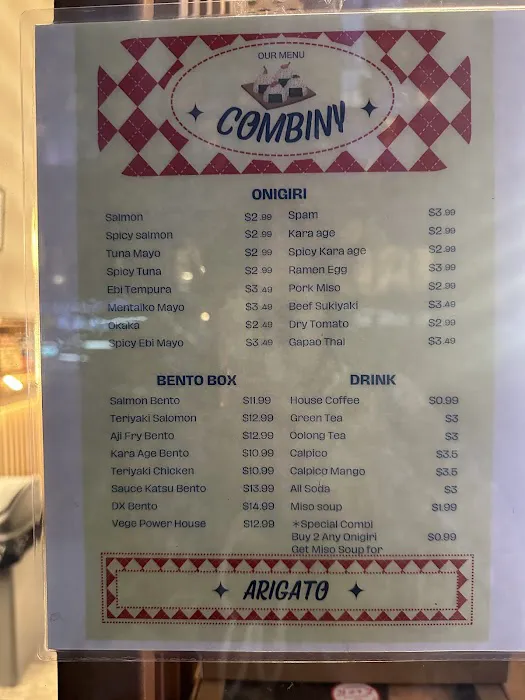 OUR MENU
COMBINY
ONIGIRI
Salmon $2.99
Spicy salmon $2.99
Tuna Mayo $2.99
Spicy Tuna $2.99
Ebi Tempura $3.49
Mentaiko Mayo $3.49
Okaka $2.49
Spicy Ebi Mayo $3.49
Spam $3.99
Kara age $2.99
Spicy Kara age $2.99
Ramen Egg $3.99
Pork Miso $2.99
Beef Sukiyaki $3.49
Dry Tomato $2.99
Gapao Thai $3.49
BENTO BOX
Salmon Bento $11.99
Teriyaki Salomon $12.99
Aji Fry Bento $12.99
Kara Age Bento $10.99
Teriyaki Chicken $10.99
Sauce Katsu Bento $13.99
DX Bento $14.99
Vege Power House $12.99
DRINK
House Coffee $0.99
Green Tea $3
Oolong Tea $3
Calpico $3.5
Calpico Mango $3.5
All Soda $3
Miso soup $1.99
*Special Combi
Buy 2 Any Onigiri $0.99
Get Miso Soup for
ARIGATO